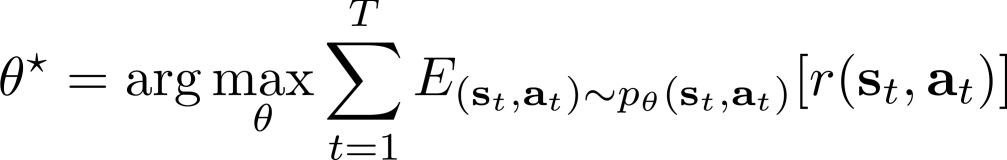 θ⋆ = arg max_θ ∑_{t=1}^{T} E_{(s_t,a_t)∼p_θ(s_t,a_t)}[r(s_t, a_t)]